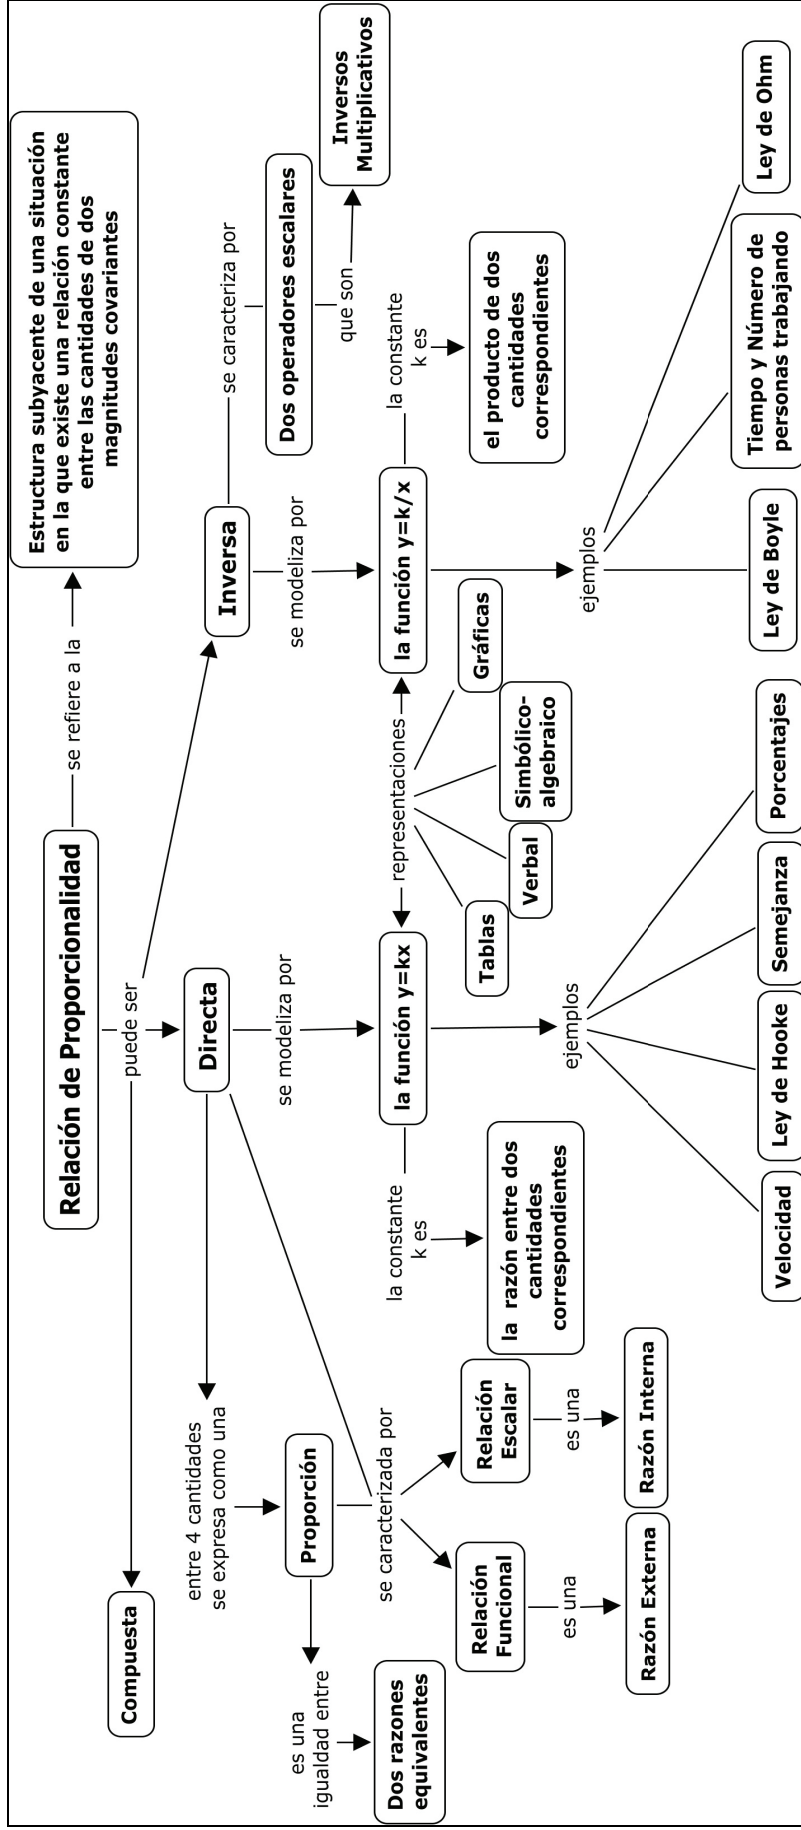 Relación de Proporcionalidad
se refiere a la
Estructura subyacente de una situación
en la que existe una relación constante
entre las cantidades de dos
magnitudes covariantes
puede ser
Compuesta
Directa
Inversa
entre 4 cantidades
se expresa como una
Proporción
es una
igualdad entre
Dos razones
equivalentes
se caracterizada por
Relación
Funcional
es una
Razón Externa
Relación
Escalar
es una
Razón Interna
se modeliza por
la función y=kx
la constante
k es
la razón entre dos
cantidades
correspondientes
ejemplos
Velocidad
Ley de Hooke
Semejanza
Porcentajes
representaciones
Tablas
Verbal
Simbólico-
algebraico
Gráficas
se modeliza por
la función y=k/x
la constante
k es
el producto de dos
cantidades
correspondientes
ejemplos
Ley de Boyle
Tiempo y Número de
personas trabajando
Ley de Ohm
se caracteriza por
Dos operadores escalares
que son
Inversos
Multiplicativos